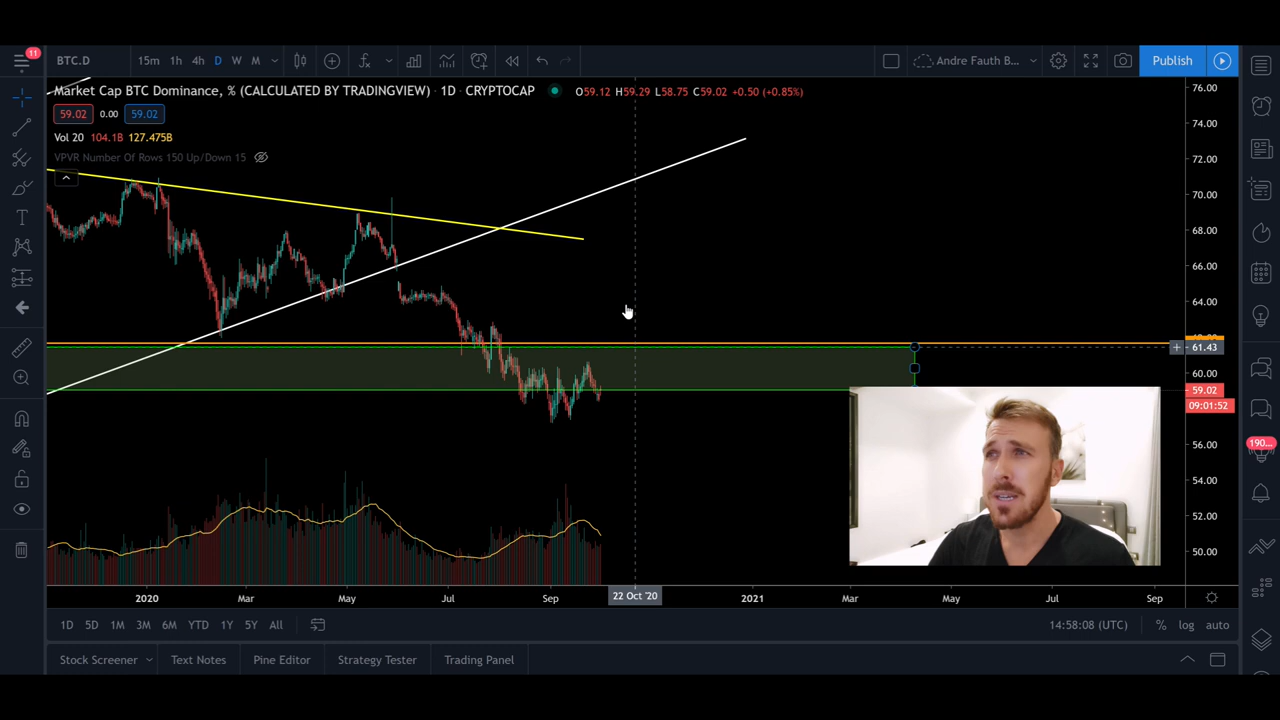 11
BTC.D 15m 1h 4h D W M Andre Fauth B... Publish
Market Cap BTC Dominance, % (CALCULATED BY TRADINGVIEW) · 1D · CRYPTOCAP O59.12 H59.29 L58.75 C59.02 +0.50 (+0.85%)
59.02 0.00 59.02
Vol 20 104.1B 127.475B
VPVR Number Of Rows 150 Up/Down 15
76.00
74.00
72.00
70.00
68.00
66.00
64.00
61.43
60.00
59.02
09:01:52
56.00
54.00
52.00
50.00
190...
2020 Mar May Jul Sep 22 Oct '20 2021 Mar May Jul Sep
1D 5D 1M 3M 6M YTD 1Y 5Y All 14:58:08 (UTC) % log auto
Stock Screener Text Notes Pine Editor Strategy Tester Trading Panel